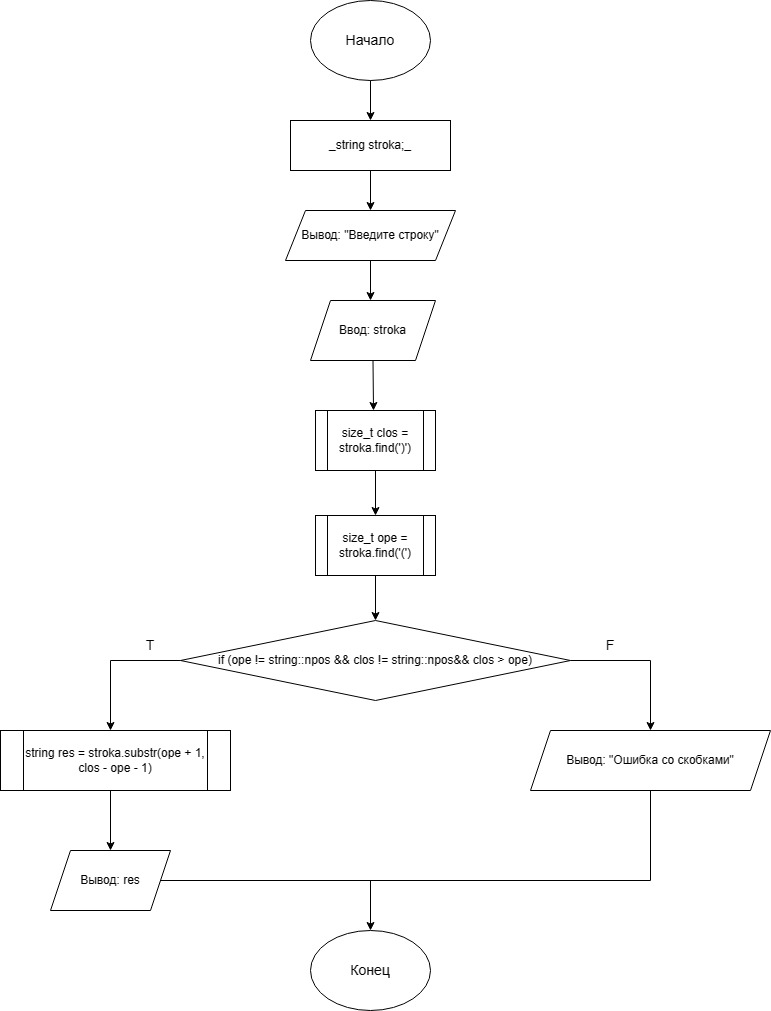 Начало
_string stroka;_
Вывод: "Введите строку"
Ввод: stroka
size_t clos =
stroka.find(')')
size_t ope =
stroka.find('(')
T
F
if (ope != string::npos && clos != string::npos&& clos > ope)
string res = stroka.substr(ope + 1,
clos - ope - 1)
Вывод: "Ошибка со скобками"
Вывод: res
Конец